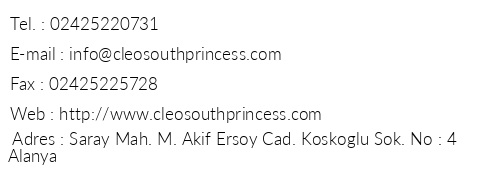 Tel. : 02425220731
E-mail : info@cleosouthprincess.com
Fax : 02425225728
Web : http://www.cleosouthprincess.com
Adres : Saray Mah. M. Akif Ersoy Cad. Koskoglu Sok. No : 4
Alanya